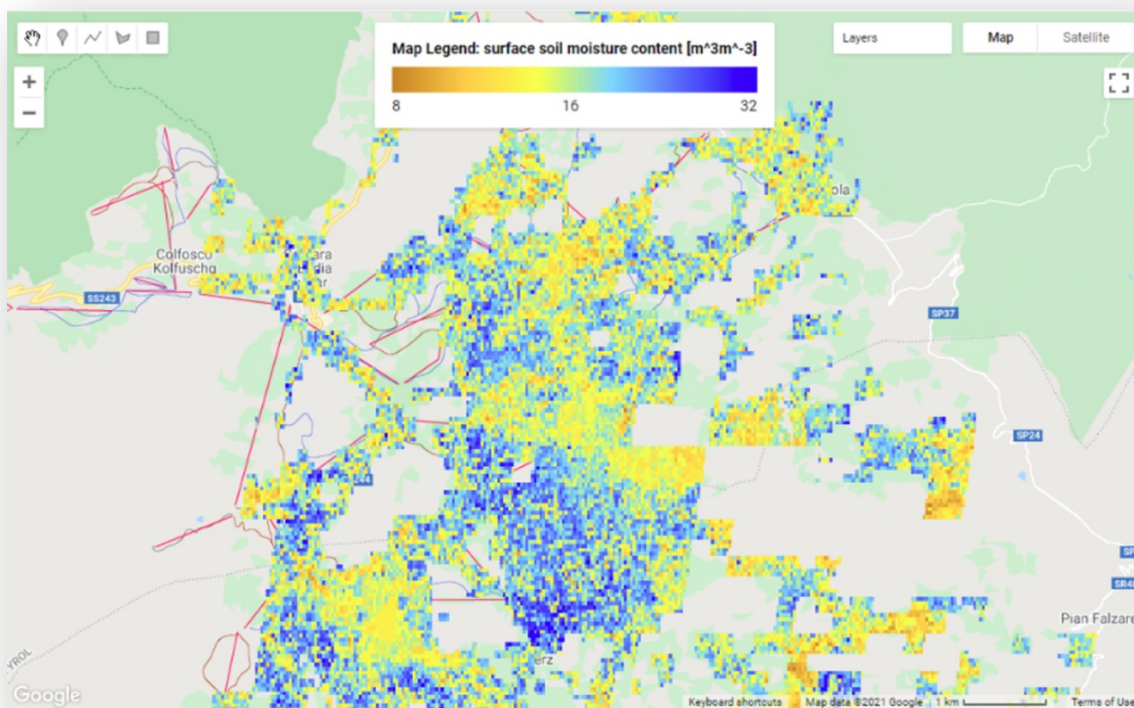 Map Legend: surface soil moisture content [m^3m^-3]
8 16 32
Layers
Map Satellite
+
−
Colfosco
Kolfuschg
SS243
SP37
SP24
Pian Falzare
Google
Keyboard shortcuts Map data ©2021 Google 1 km Terms of Use